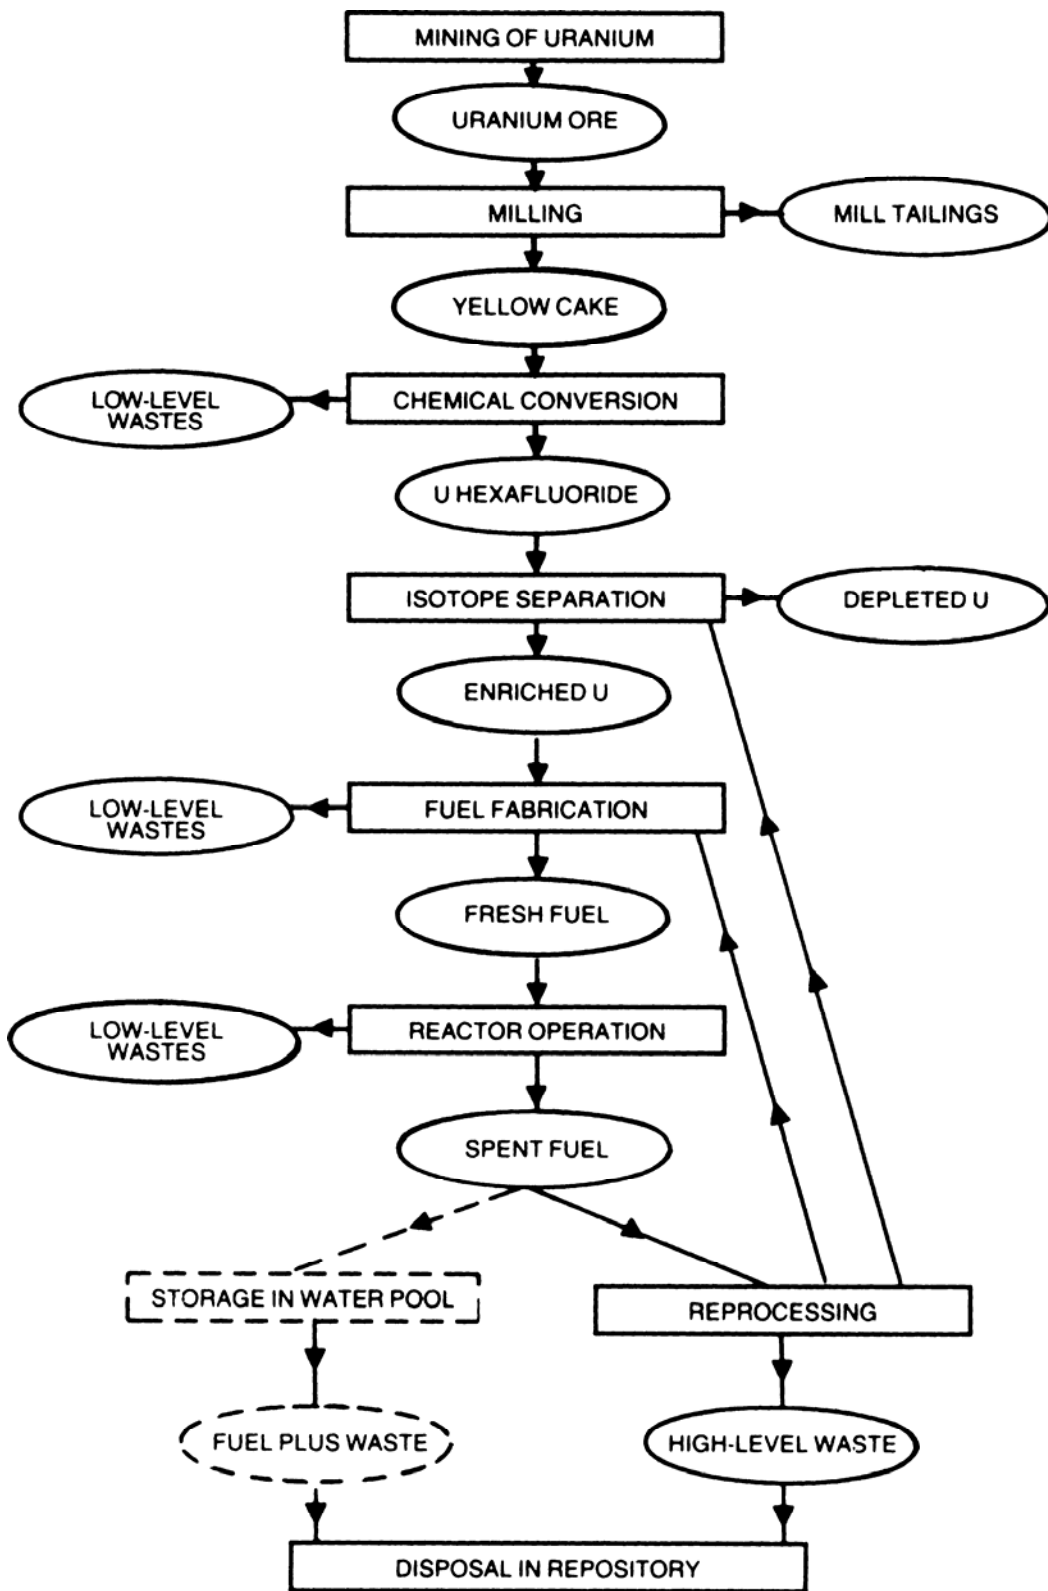 MINING OF URANIUM
URANIUM ORE
MILLING
MILL TAILINGS
YELLOW CAKE
LOW-LEVEL
WASTES
CHEMICAL CONVERSION
U HEXAFLUORIDE
ISOTOPE SEPARATION
DEPLETED U
ENRICHED U
LOW-LEVEL
WASTES
FUEL FABRICATION
FRESH FUEL
LOW-LEVEL
WASTES
REACTOR OPERATION
SPENT FUEL
STORAGE IN WATER POOL
REPROCESSING
FUEL PLUS WASTE
HIGH-LEVEL WASTE
DISPOSAL IN REPOSITORY